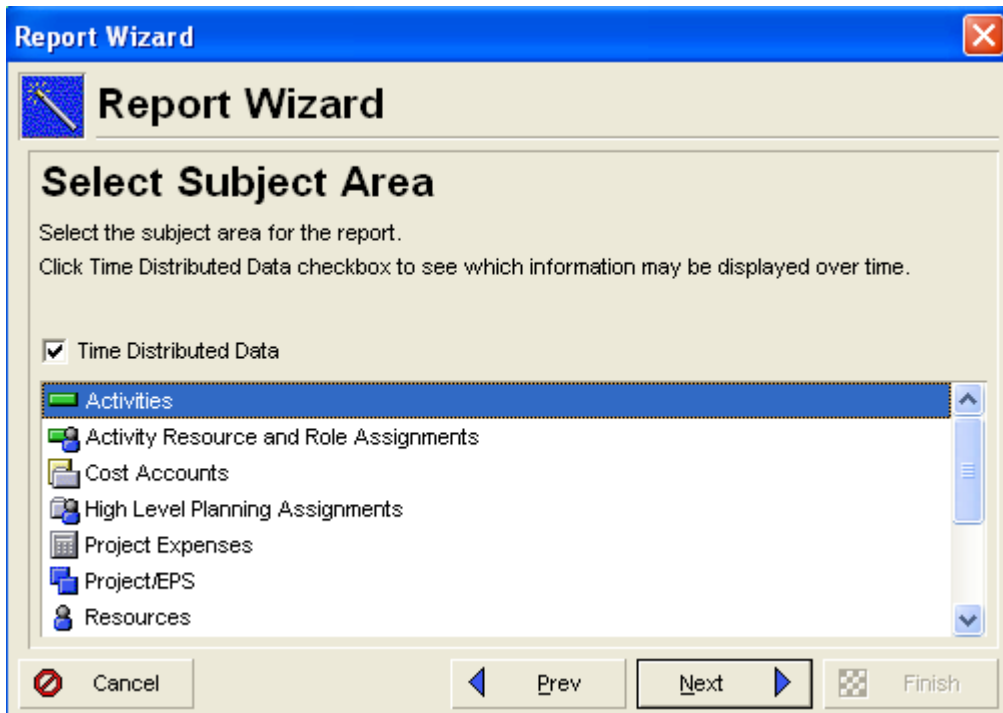 Report Wizard
Report Wizard
Select Subject Area
Select the subject area for the report.
Click Time Distributed Data checkbox to see which information may be displayed over time.
Time Distributed Data
Activities
Activity Resource and Role Assignments
Cost Accounts
High Level Planning Assignments
Project Expenses
Project/EPS
Resources
Cancel Prev Next Finish